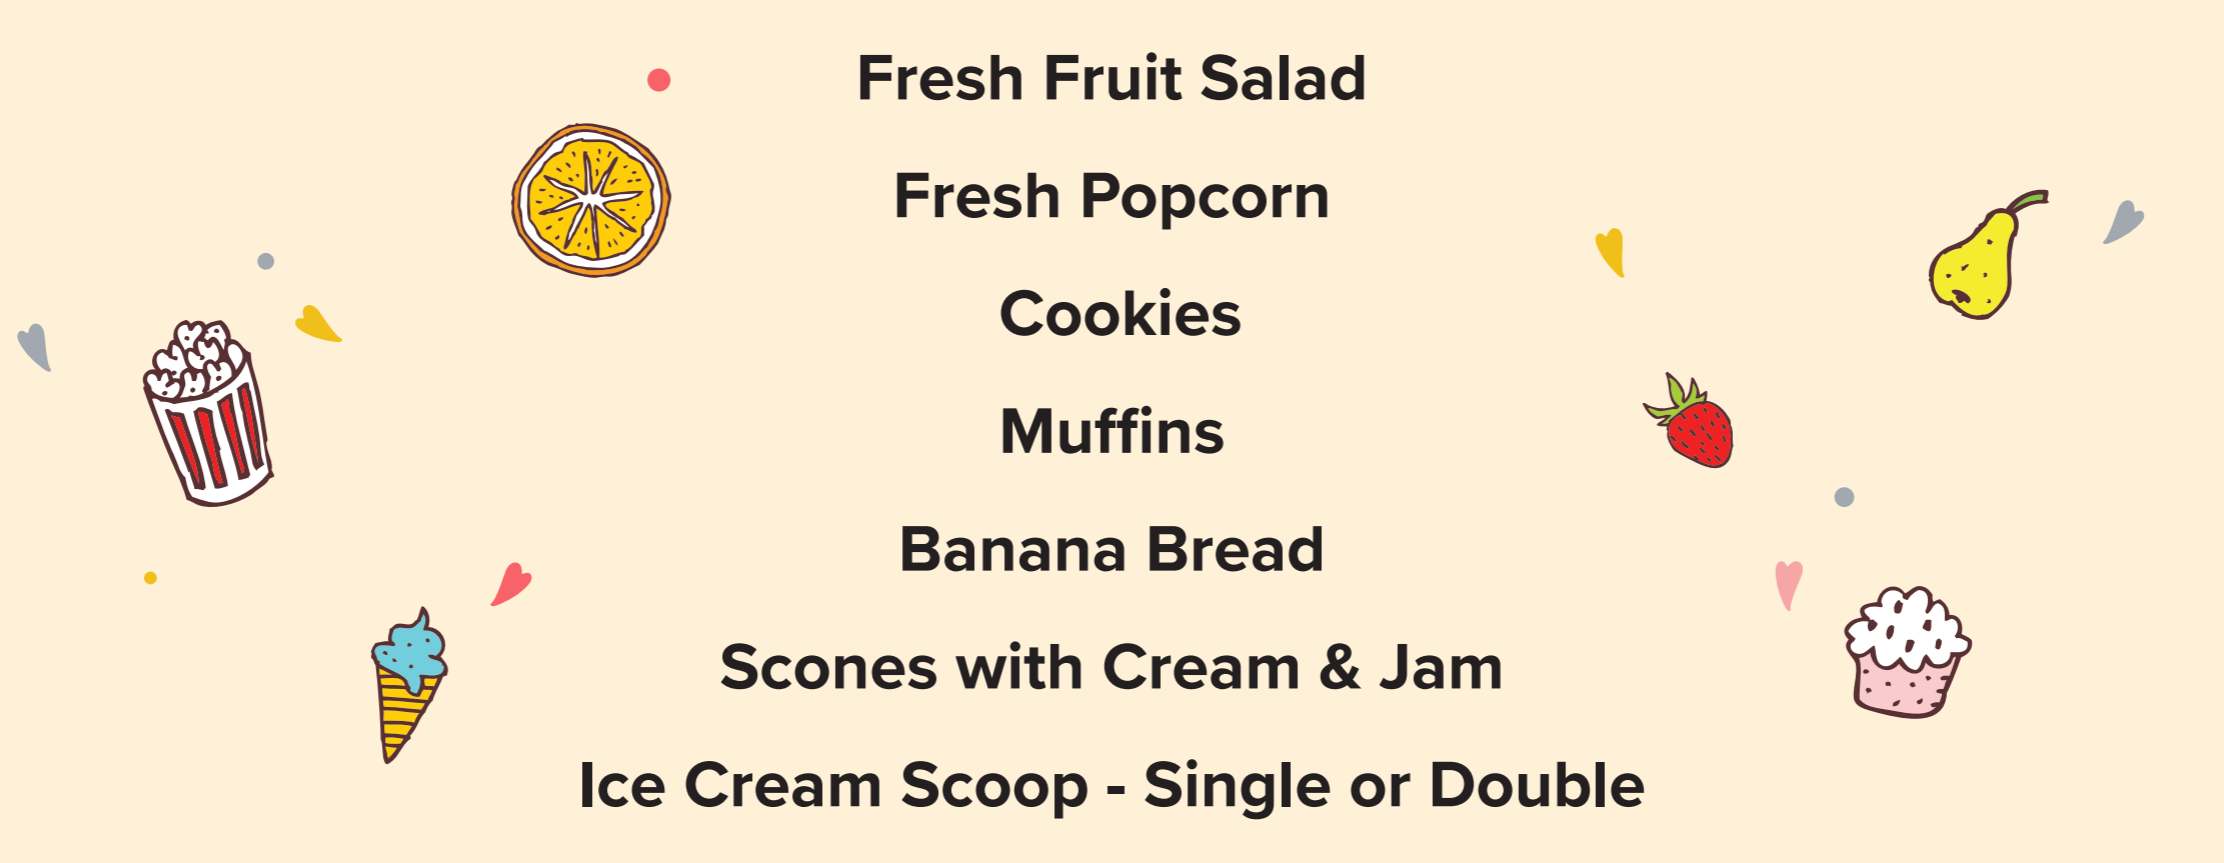 Fresh Fruit Salad
Fresh Popcorn
Cookies
Muffins
Banana Bread
Scones with Cream & Jam
Ice Cream Scoop - Single or Double